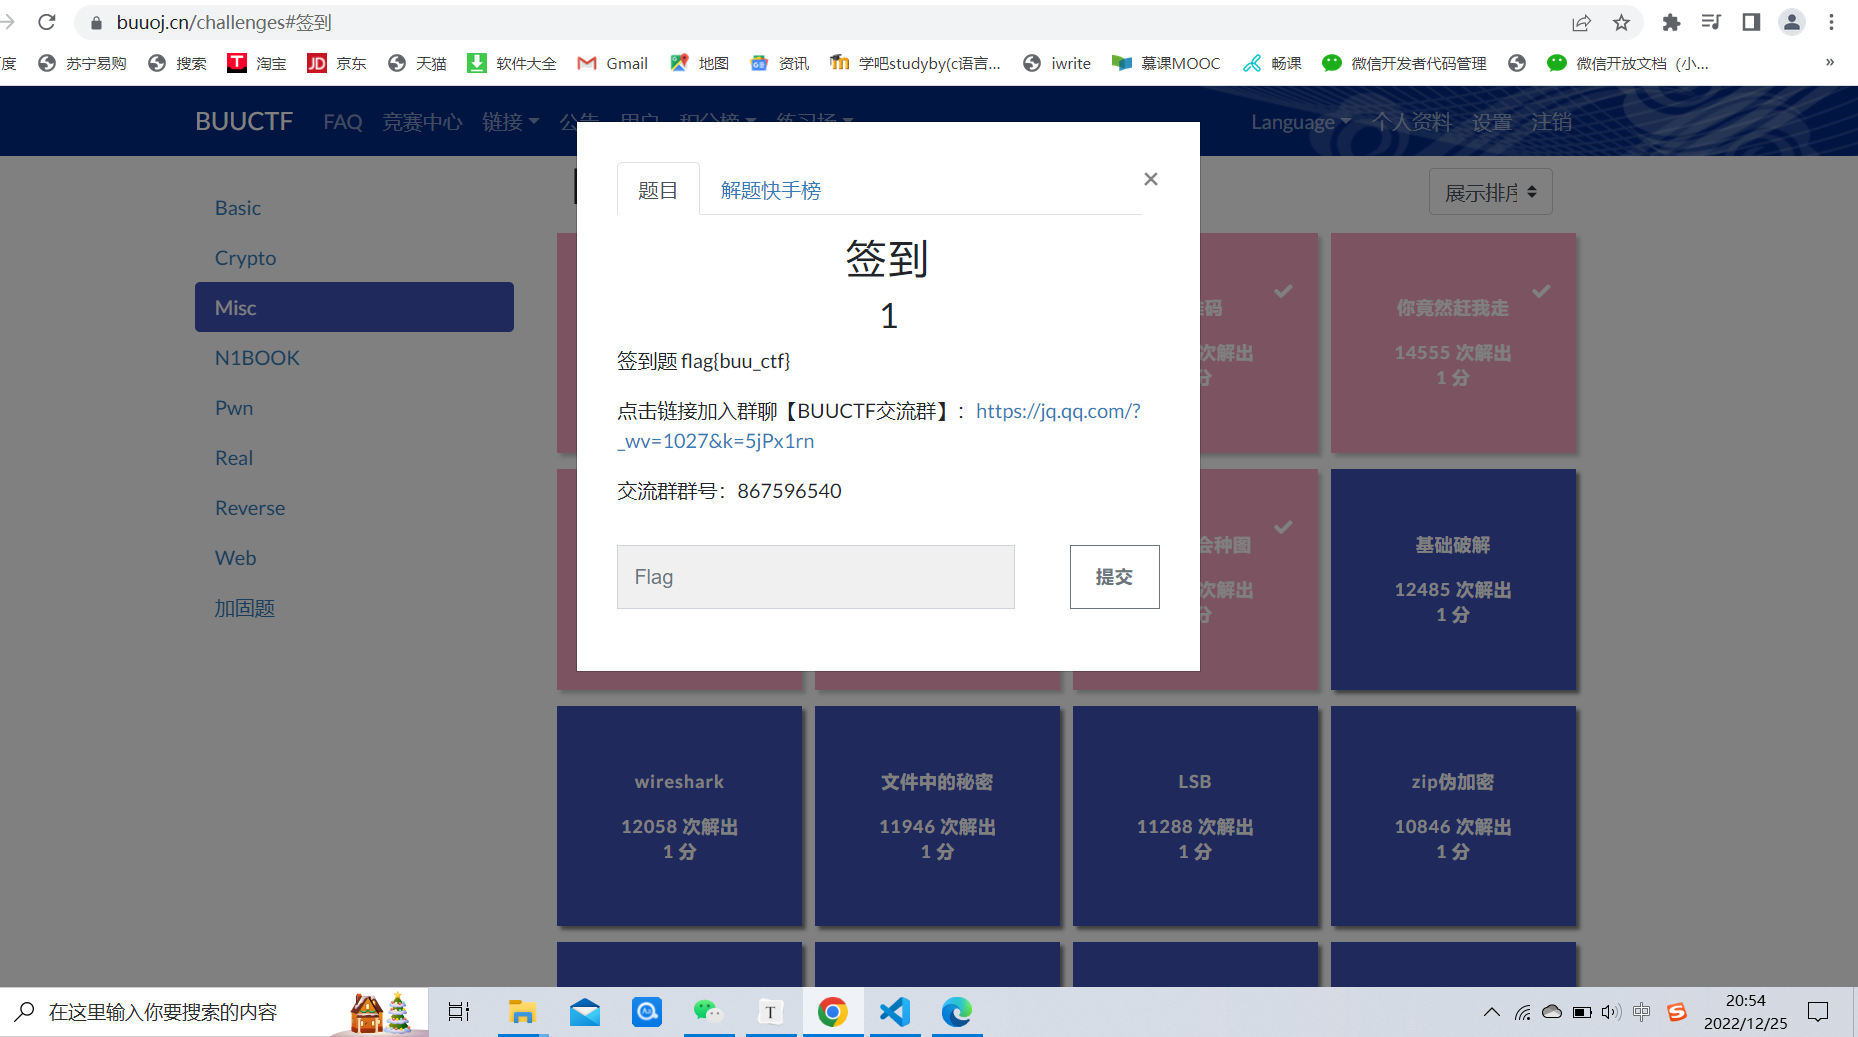 buuoj.cn/challenges#签到
度 苏宁易购 搜索 淘宝 京东 天猫 软件大全 Gmail 地图 资讯 学吧studyby(c语言... iwrite 慕课MOOC 畅课 微信开发者代码管理 微信开放文档（小... »
BUUCTF FAQ 竞赛中心 链接 公告 用户 积分榜 练习场 Language 个人资料 设置 注销
题目 解题快手榜 ×
展示排序
Basic
Crypto
Misc
N1BOOK
Pwn
Real
Reverse
Web
加固题
签到
1
签到题 flag{buu_ctf}
点击链接加入群聊【BUUCTF交流群】：https://jq.qq.com/?
_wv=1027&k=5jPx1rn
交流群群号：867596540
Flag 提交
码
次解出
分
你竟然赶我走
14555 次解出
1 分
会种图
次解出
分
基础破解
12485 次解出
1 分
wireshark
12058 次解出
1 分
文件中的秘密
11946 次解出
1 分
LSB
11288 次解出
1 分
zip伪加密
10846 次解出
1 分
在这里输入你要搜索的内容
T
中
20:54
2022/12/25